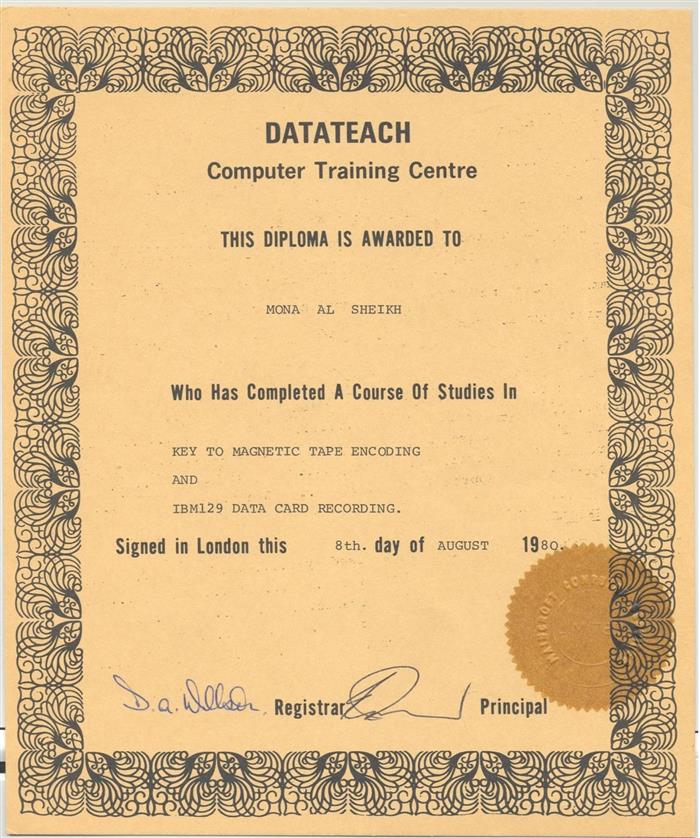 DATATEACH
Computer Training Centre
THIS DIPLOMA IS AWARDED TO
MONA AL SHEIKH
Who Has Completed A Course Of Studies In
KEY TO MAGNETIC TAPE ENCODING
AND
IBM129 DATA CARD RECORDING.
Signed in London this 8th. day of AUGUST 1980.
D.a. Registrar Principal